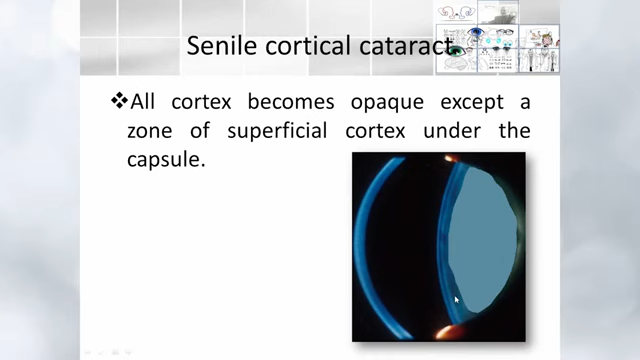 Senile cortical cataract
❖All cortex becomes opaque except a
zone of superficial cortex under the
capsule.